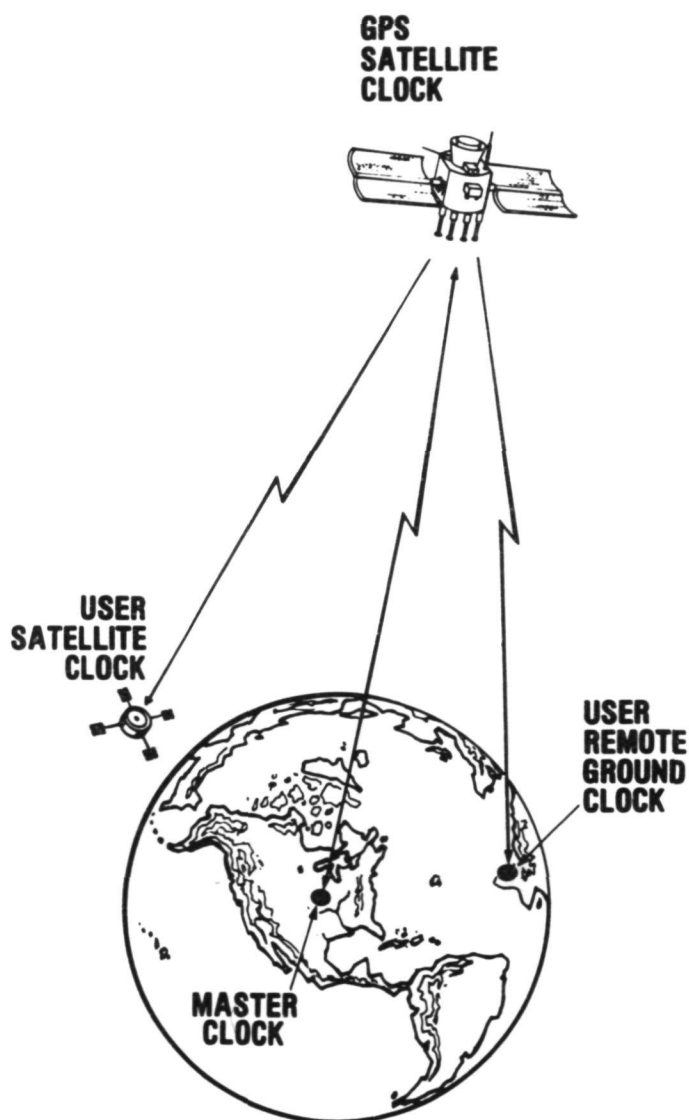 GPS
SATELLITE
CLOCK
USER
SATELLITE
CLOCK
USER
REMOTE
GROUND
CLOCK
MASTER
CLOCK